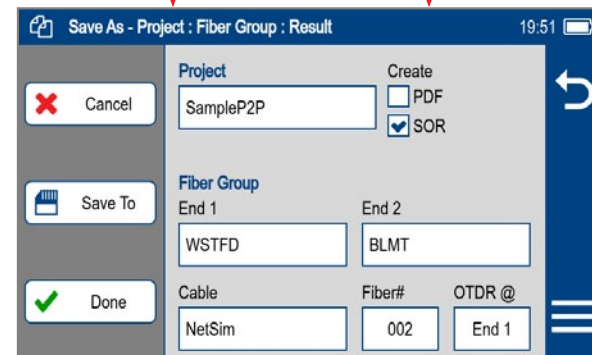 Save As - Project : Fiber Group : Result 19:51
Project Create
Cancel SampleP2P PDF
SOR
Fiber Group
Save To End 1 End 2
WSTFD BLMT
Done Cable Fiber# OTDR @
NetSim 002 End 1